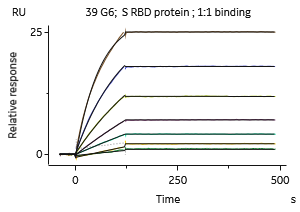 RU
39 G6; S RBD protein; 1:1 binding
25
Relative response
0
0
250
500
Time
s